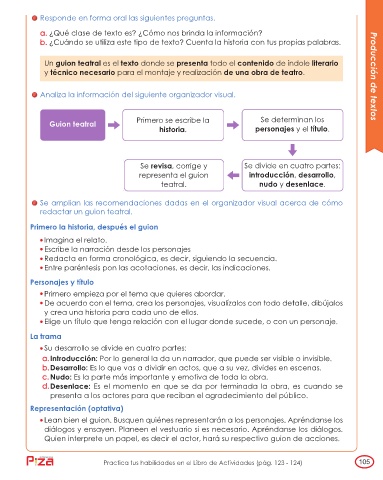 Responde en forma oral las siguientes preguntas.
a. ¿Qué clase de texto es? ¿Cómo nos brinda la información?
b. ¿Cuándo se utiliza este tipo de texto? Cuenta la historia con tus propias palabras.
Un guion teatral es el texto donde se presenta todo el contenido de índole literario
y técnico necesario para el montaje y realización de una obra de teatro.
Producción de textos
Analiza la información del siguiente organizador visual.
Guion teatral
Primero se escribe la
historia.
Se determinan los
personajes y el título.
Se divide en cuatro partes:
introducción, desarrollo,
nudo y desenlace.
Se revisa, corrige y
representa el guion
teatral.
Se amplían las recomendaciones dadas en el organizador visual acerca de cómo
redactar un guion teatral.
Primero la historia, después el guion
• Imagina el relato.
• Escribe la narración desde los personajes
• Redacta en forma cronológica, es decir, siguiendo la secuencia.
• Entre paréntesis pon las acotaciones, es decir, las indicaciones.
Personajes y título
• Primero empieza por el tema que quieres abordar.
• De acuerdo con el tema, crea los personajes, visualízalos con todo detalle, dibújalos
y crea una historia para cada uno de ellos.
• Elige un título que tenga relación con el lugar donde sucede, o con un personaje.
La trama
• Su desarrollo se divide en cuatro partes:
a. Introducción: Por lo general la da un narrador, que puede ser visible o invisible.
b. Desarrollo: Es lo que vas a dividir en actos, que a su vez, divides en escenas.
c. Nudo: Es la parte más importante y emotiva de toda la obra.
d. Desenlace: Es el momento en que se da por terminada la obra, es cuando se
presenta a los actores para que reciban el agradecimiento del público.
Representación (optativa)
• Lean bien el guion. Busquen quiénes representarán a los personajes. Apréndanse los
diálogos y ensayen. Planeen el vestuario si es necesario. Apréndanse los diálogos.
Quien interprete un papel, es decir el actor, hará su respectivo guion de acciones.
Practica tus habilidades en el Libro de Actividades (pág. 123 - 124)
105